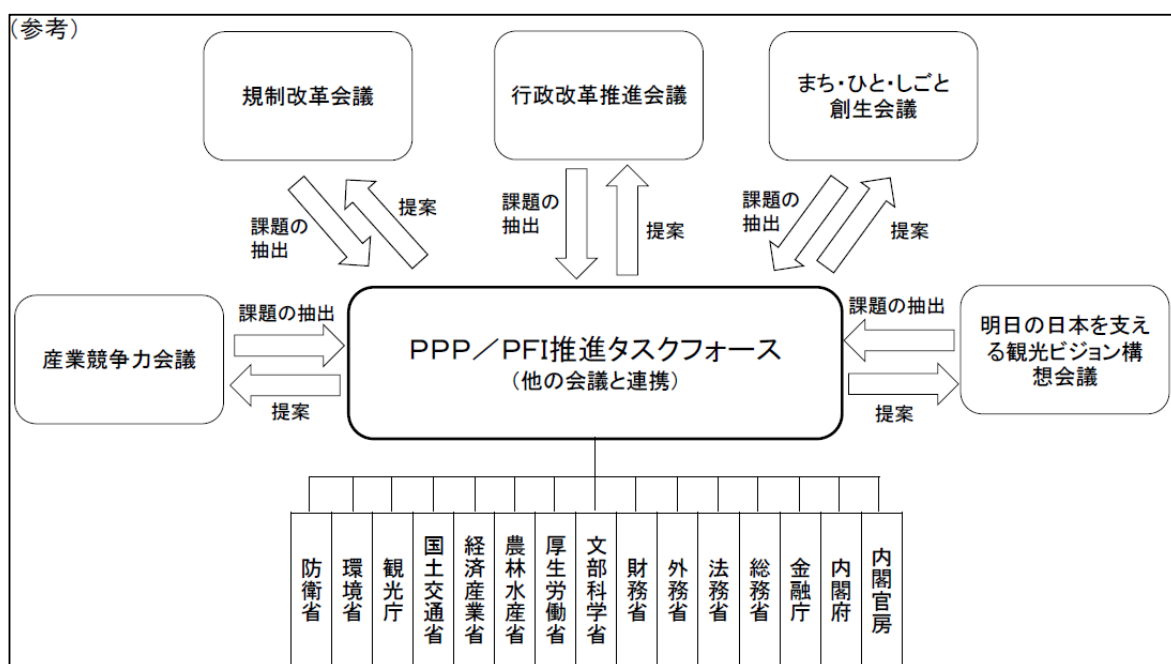 (参考)
規制改革会議
行政改革推進会議
まち・ひと・しごと
創生会議
課題の
抽出
提案
課題の
抽出
提案
課題の
抽出
提案
産業競争力会議
課題の抽出
提案
PPP/PFI推進タスクフォース
(他の会議と連携)
課題の抽出
提案
明日の日本を支え
る観光ビジョン構
想会議
防衛省
環境省
観光庁
国土交通省
経済産業省
農林水産省
厚生労働省
文部科学省
財務省
外務省
法務省
総務省
金融庁
内閣府
内閣官房